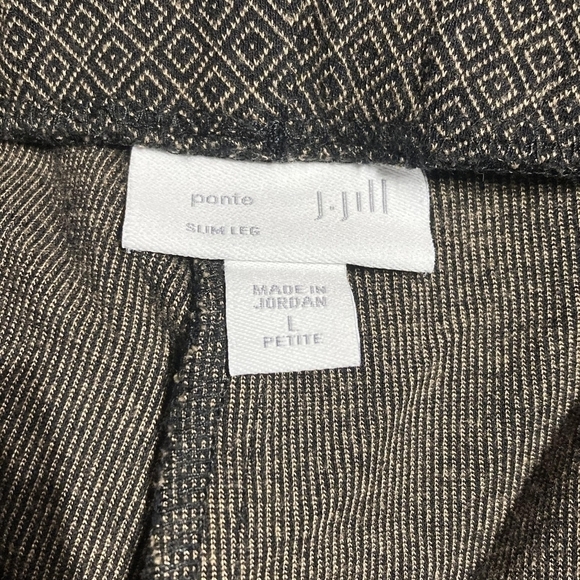 ponte j.jill
SLIM LEG
MADE IN
JORDAN
L
PETITE